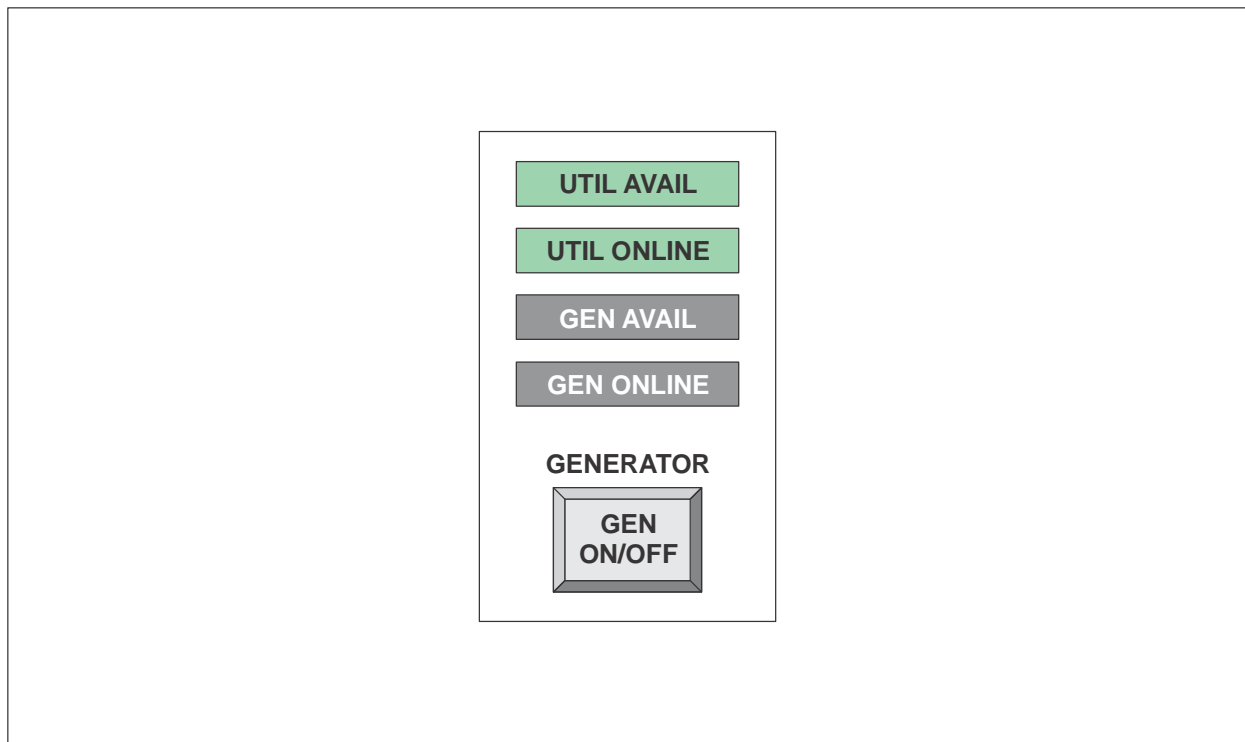 UTIL AVAIL
UTIL ONLINE
GEN AVAIL
GEN ONLINE
GENERATOR
GEN
ON/OFF